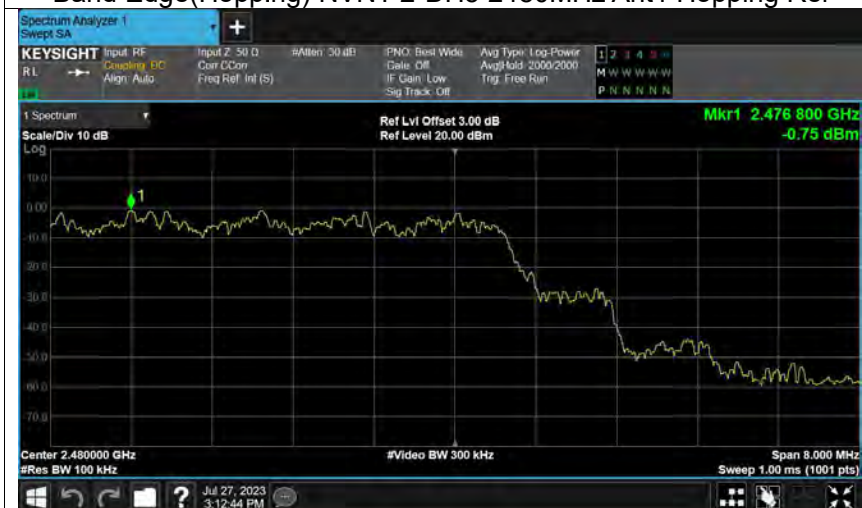 Band Edge(Hopping) NVNT 2-DH5 2480MHz Ant1 Hopping Ref
Spectrum Analyzer 1
Swept SA
+
KEYSIGHT Input: RF Input Z: 50 Ω #Atten: 30 dB PNO: Best Wide Avg Type: Log-Power 1 2 3 4 5 6
RL Coupling: DC Corr CCorr Gate: Off Avg|Hold: 2000/2000 M W W W W W
Align: Auto Freq Ref: Int (S) IF Gain: Low Trig: Free Run
Sig Track: Off P N N N N N
1 Spectrum Ref Lvl Offset 3.00 dB Mkr1 2.476 800 GHz
Scale/Div 10 dB Ref Level 20.00 dBm -0.75 dBm
Log
10.0
1
0.00
-10.0
-20.0
-30.0
-40.0
-50.0
-60.0
-70.0
Center 2.480000 GHz #Video BW 300 kHz Span 8.000 MHz
#Res BW 100 kHz Sweep 1.00 ms (1001 pts)
? Jul 27, 2023
3:12:44 PM